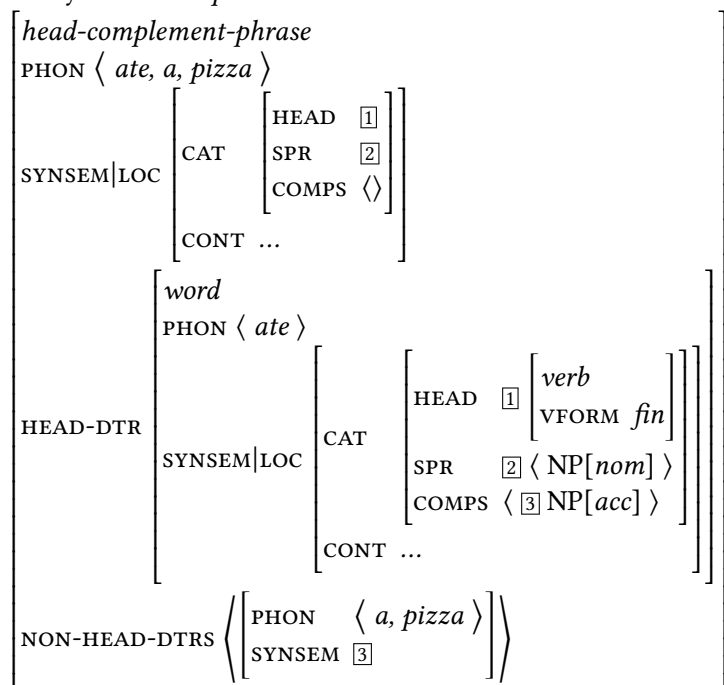 head-complement-phrase
PHON ⟨ ate, a, pizza ⟩
HEAD 1
CAT SPR 2
SYNSEM|LOC COMPS ⟨⟩
CONT ...
word
PHON ⟨ ate ⟩
verb
HEAD 1 VFORM fin
HEAD-DTR CAT
SYNSEM|LOC SPR 2 ⟨ NP[nom] ⟩
COMPS ⟨ 3 NP[acc] ⟩
CONT ...
PHON ⟨ a, pizza ⟩
NON-HEAD-DTRS SYNSEM 3